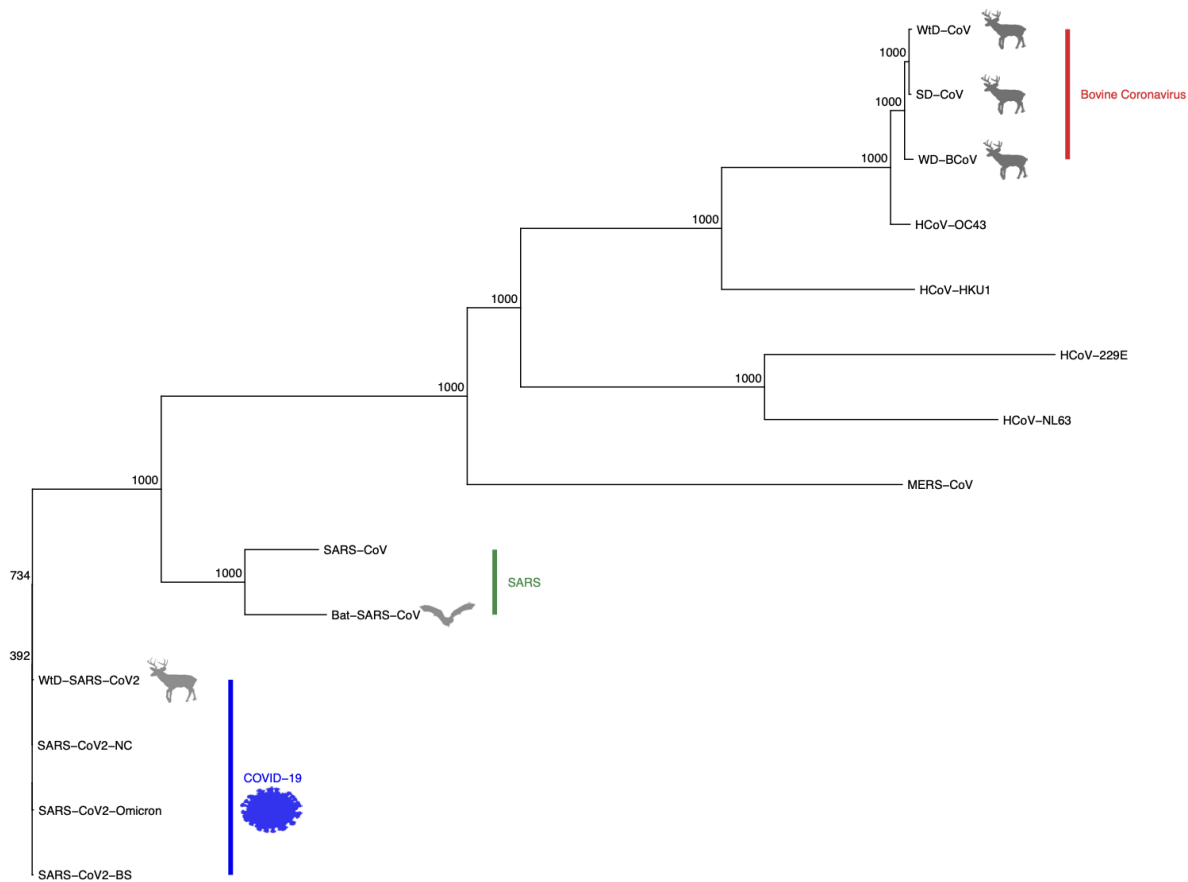 WtD−CoV
1000
SD−CoV
Bovine Coronavirus
1000
WD−BCoV
1000
1000
HCoV−OC43
HCoV−HKU1
1000
HCoV−229E
1000
1000
HCoV−NL63
1000
MERS−CoV
SARS−CoV
734
1000
SARS
Bat−SARS−CoV
392
WtD−SARS−CoV2
SARS−CoV2−NC
COVID−19
SARS−CoV2−Omicron
SARS−CoV2−BS